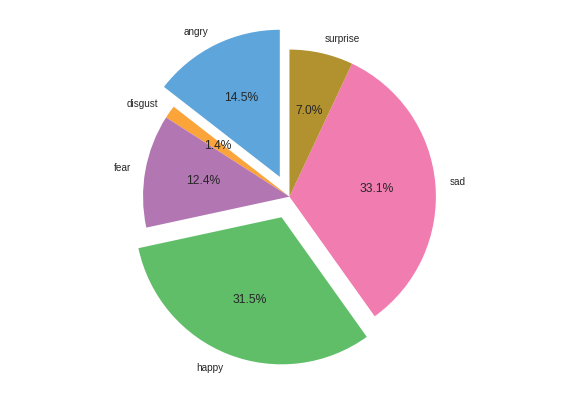 angry
surprise
14.5%
7.0%
disgust
1.4%
fear
12.4%
33.1%
sad
31.5%
happy